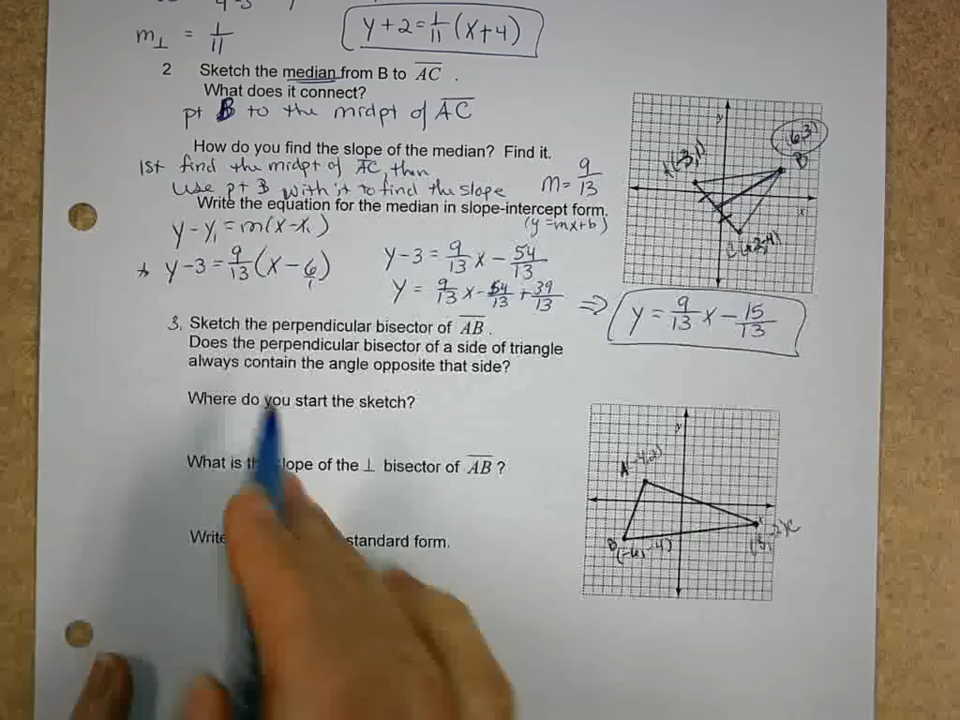 m⊥ = 1/11
y+2 = 1/11 (x+4)
2 Sketch the median from B to AC .
What does it connect?
pt B to the midpt of AC
How do you find the slope of the median? Find it.
1st find the midpt of AC, then
use pt B with it to find the slope m= 9/13
Write the equation for the median in slope-intercept form.
(y=mx+b)
y-y₁=m(x-x₁)
y-3 = 9/13 (x-6/1)
y-3 = 9/13 x - 54/13
y = 9/13 x - 54/13 + 39/13 ⇒ y = 9/13 x - 15/13
y
A(-3,1)
(6,3)
B
x
3. Sketch the perpendicular bisector of AB .
Does the perpendicular bisector of a side of triangle
always contain the angle opposite that side?
Where do you start the sketch?
What is the slope of the ⊥ bisector of AB ?
standard form.
y
B
(-6,-4)
C